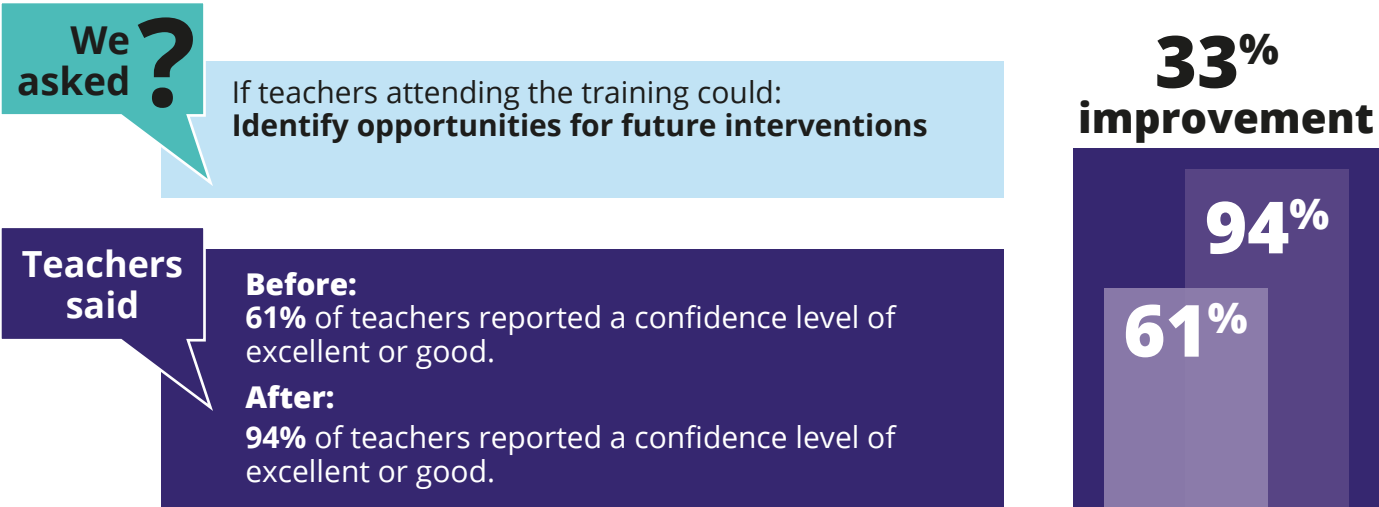 We
asked ?
If teachers attending the training could:
Identify opportunities for future interventions
Teachers
said
Before:
61% of teachers reported a confidence level of
excellent or good.
After:
94% of teachers reported a confidence level of
excellent or good.
33%
improvement
94%
61%